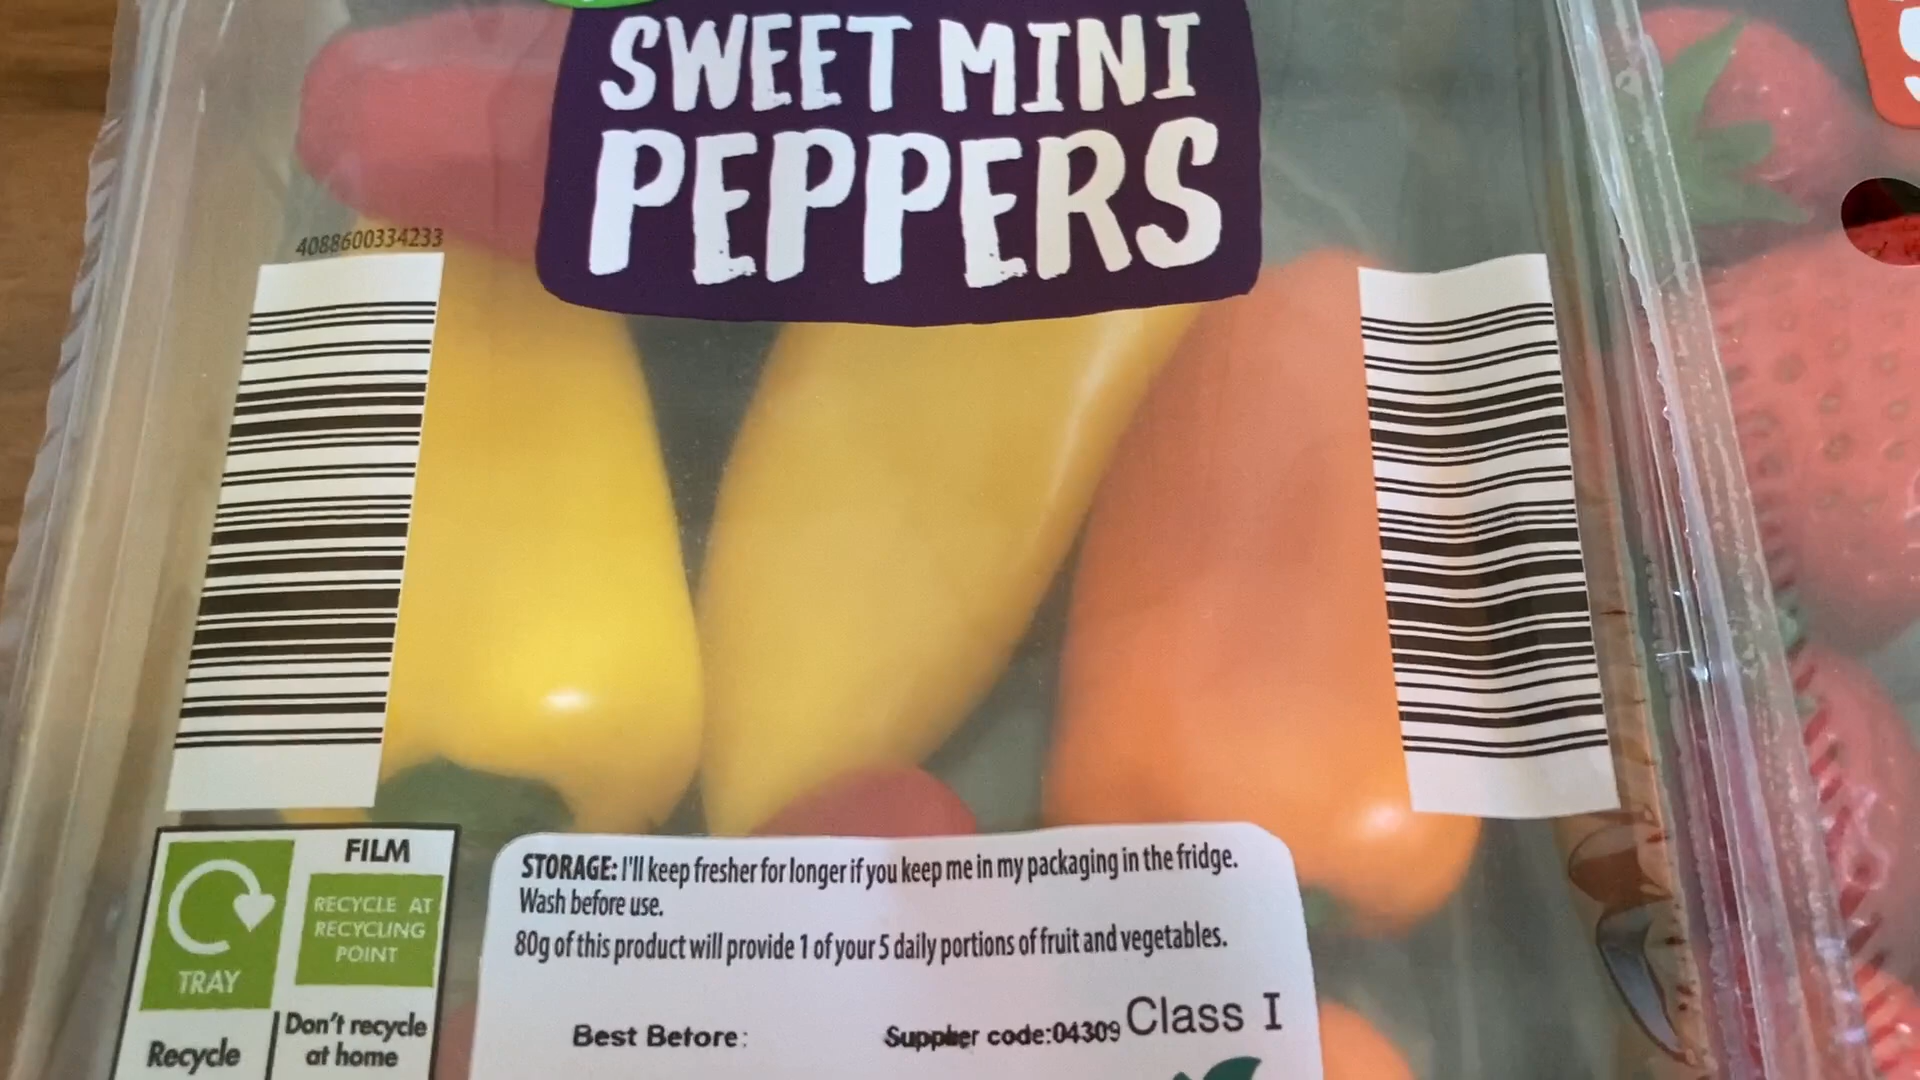 SWEET MINI
PEPPERS
4088600334233
FILM
RECYCLE AT
RECYCLING
POINT
TRAY
Recycle
Don't recycle
at home
STORAGE: I'll keep fresher for longer if you keep me in my packaging in the fridge.
Wash before use.
80g of this product will provide 1 of your 5 daily portions of fruit and vegetables.
Best Before:
Supplier code:04309 Class I